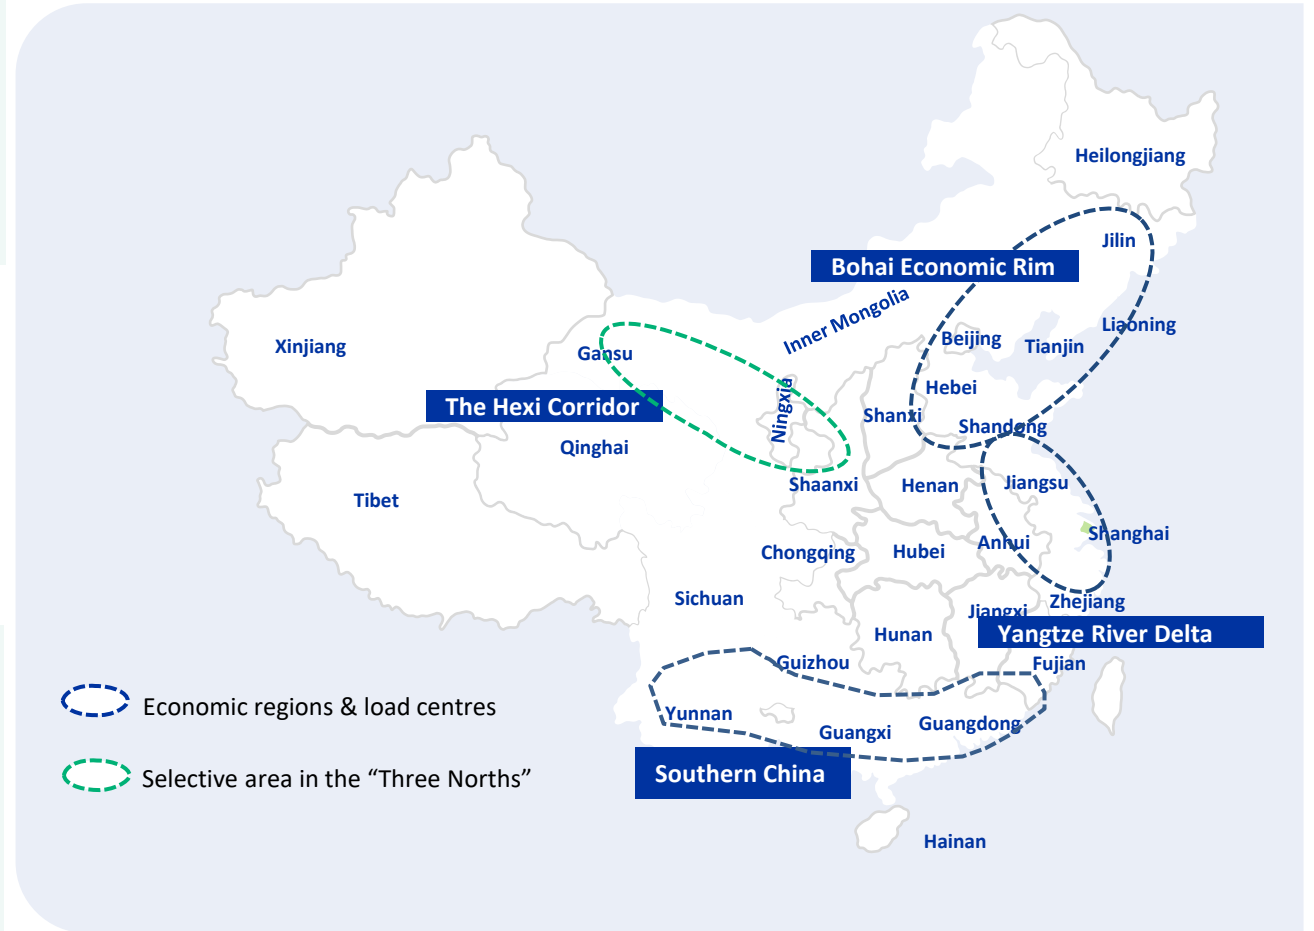 Heilongjiang
Jilin
Bohai Economic Rim
Inner Mongolia
Liaoning
Beijing
Tianjin
Xinjiang
Gansu
Hebei
The Hexi Corridor
Ningxia
Shanxi
Shandong
Qinghai
Shaanxi
Henan
Jiangsu
Tibet
Shanghai
Anhui
Chongqing
Hubei
Sichuan
Zhejiang
Jiangxi
Hunan
Yangtze River Delta
Guizhou
Fujian
Economic regions & load centres
Yunnan
Guangxi
Guangdong
Selective area in the “Three Norths”
Southern China
Hainan